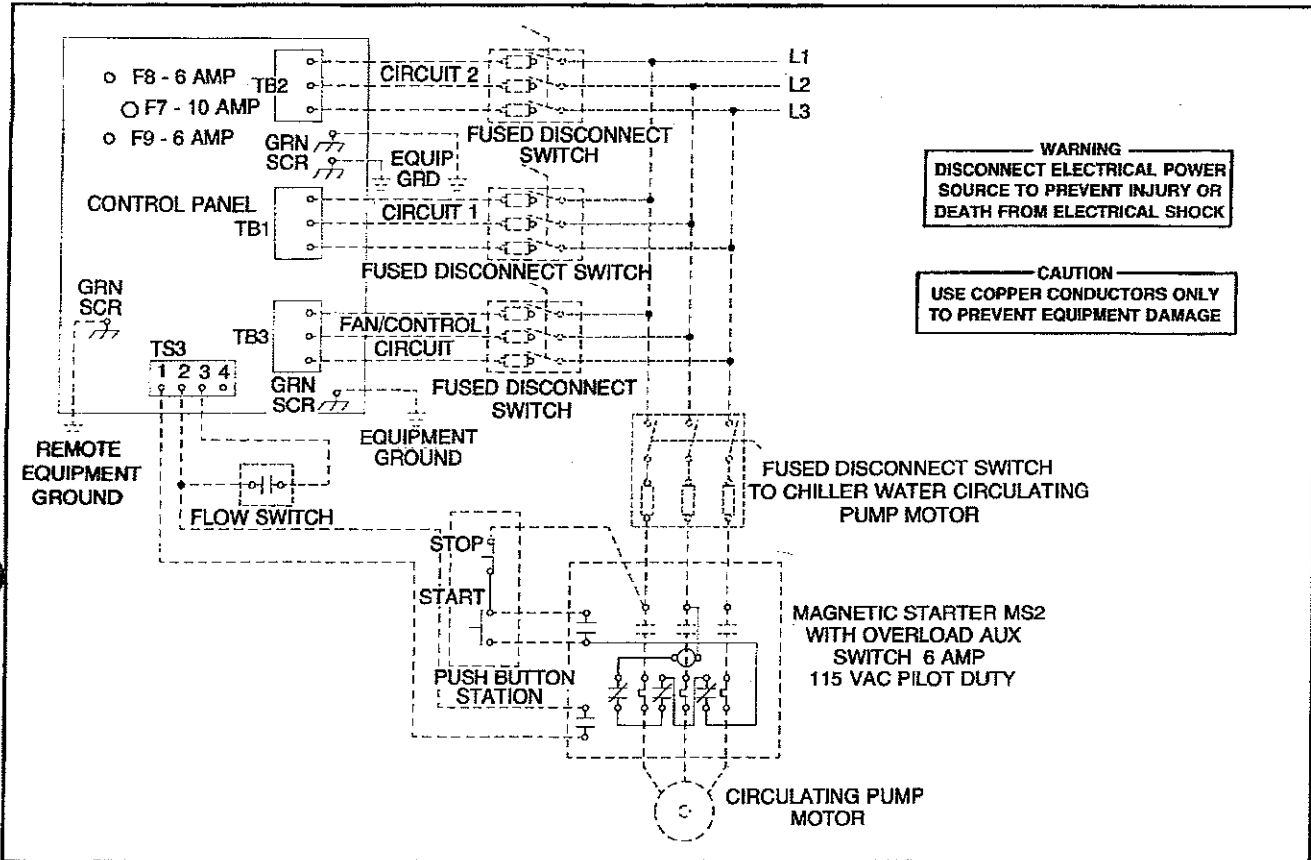 L1
L2
L3
F8 - 6 AMP
F7 - 10 AMP
F9 - 6 AMP
TB2
CIRCUIT 2
FUSED DISCONNECT
SWITCH
GRN
SCR
EQUIP
GRD
CONTROL PANEL
TB1
CIRCUIT 1
FUSED DISCONNECT SWITCH
GRN
SCR
TB3
FAN/CONTROL
CIRCUIT
FUSED DISCONNECT
SWITCH
TS3
1 2 3 4
GRN
SCR
REMOTE
EQUIPMENT
GROUND
EQUIPMENT
GROUND
FLOW SWITCH
WARNING
DISCONNECT ELECTRICAL POWER
SOURCE TO PREVENT INJURY OR
DEATH FROM ELECTRICAL SHOCK
CAUTION
USE COPPER CONDUCTORS ONLY
TO PREVENT EQUIPMENT DAMAGE
FUSED DISCONNECT SWITCH
TO CHILLER WATER CIRCULATING
PUMP MOTOR
STOP
START
PUSH BUTTON
STATION
MAGNETIC STARTER MS2
WITH OVERLOAD AUX
SWITCH 6 AMP
115 VAC PILOT DUTY
CIRCULATING PUMP
MOTOR